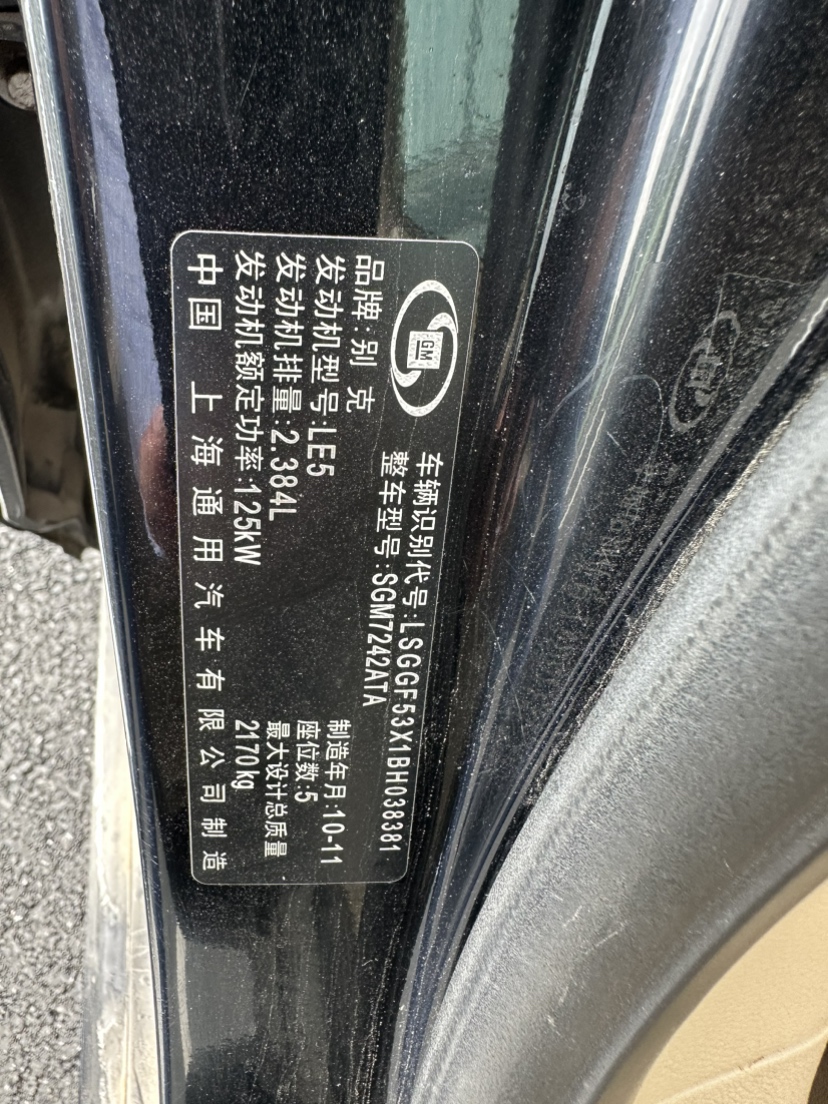 GM
车辆识别代号:LSGGF53X1BH038381
整车型号:SGM7242ATA
品牌:别克
发动机型号:LE5
制造年月:10-11
发动机排量:2.384L
座位数:5
发动机额定功率:125kW
最大设计总质量
2170kg
中国 上海通用汽车有限公司制造